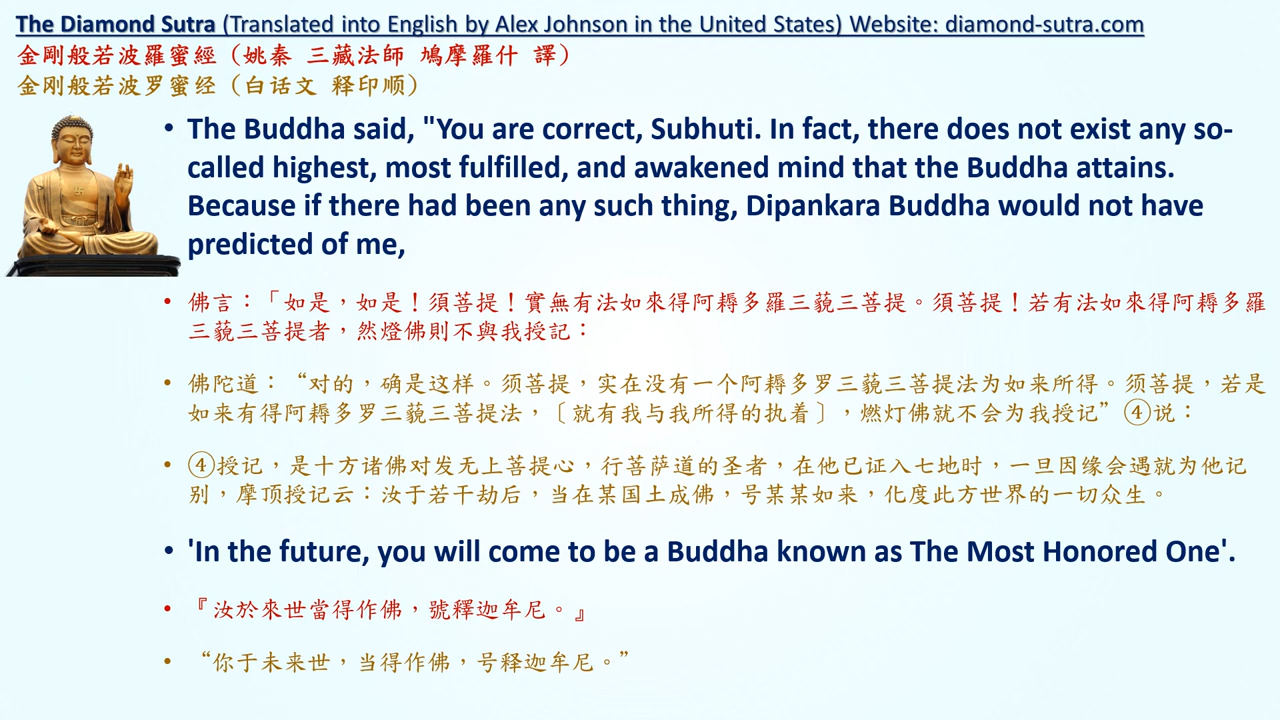 The Diamond Sutra (Translated into English by Alex Johnson in the United States) Website: diamond-sutra.com
金剛般若波羅蜜經（姚秦 三藏法師 鳩摩羅什 譯）
金刚般若波罗蜜经（白话文 释印顺）
• The Buddha said, "You are correct, Subhuti. In fact, there does not exist any so-
called highest, most fulfilled, and awakened mind that the Buddha attains.
Because if there had been any such thing, Dipankara Buddha would not have
predicted of me,
• 佛言：「如是，如是！須菩提！實無有法如來得阿耨多羅三藐三菩提。須菩提！若有法如來得阿耨多羅
三藐三菩提者，然燈佛則不與我授記：
• 佛陀道：“对的，确是这样。须菩提，实在没有一个阿耨多罗三藐三菩提法为如来所得。须菩提，若是
如来有得阿耨多罗三藐三菩提法，〔就有我与我所得的执着〕，燃灯佛就不会为我授记”④说：
• ④授记，是十方诸佛对发无上菩提心，行菩萨道的圣者，在他已证入七地时，一旦因缘会遇就为他记
别，摩顶授记云：汝于若干劫后，当在某国土成佛，号某某如来，化度此方世界的一切众生。
• 'In the future, you will come to be a Buddha known as The Most Honored One'.
• 『汝於來世當得作佛，號釋迦牟尼。』
• “你于未来世，当得作佛，号释迦牟尼。”